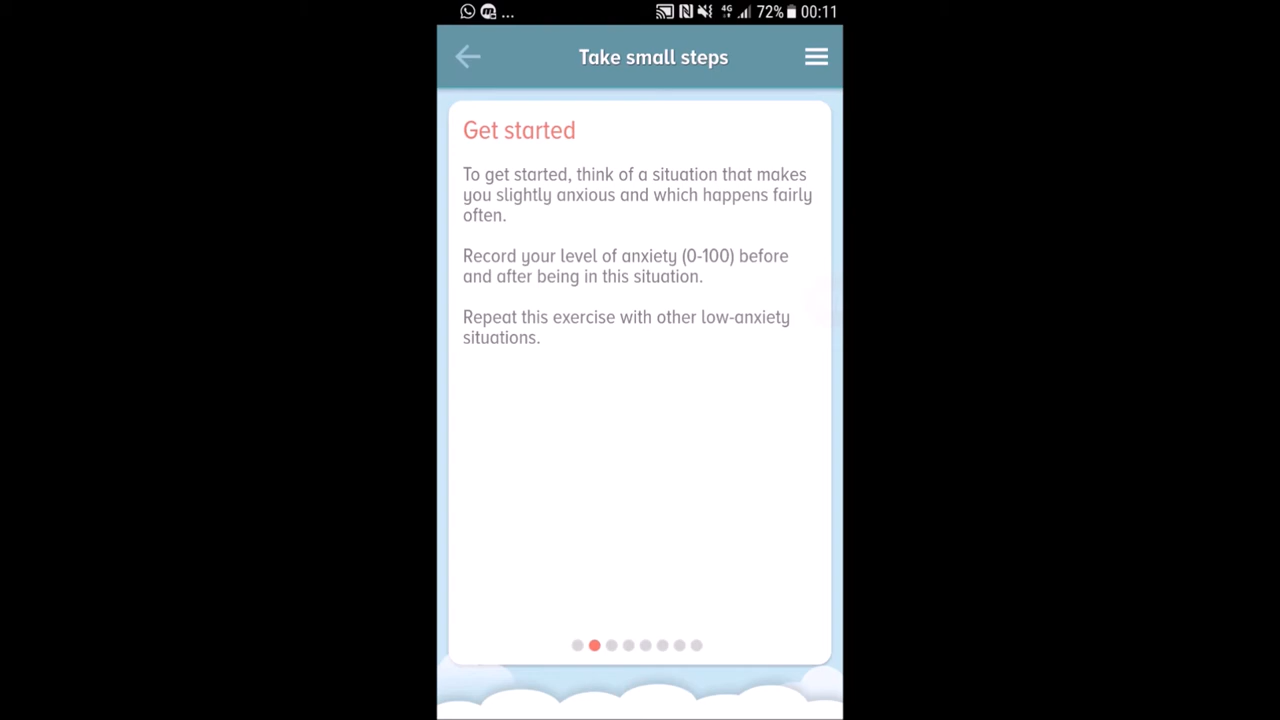 ... 4G 72% 00:11
Take small steps
Get started
To get started, think of a situation that makes
you slightly anxious and which happens fairly
often.
Record your level of anxiety (0-100) before
and after being in this situation.
Repeat this exercise with other low-anxiety
situations.